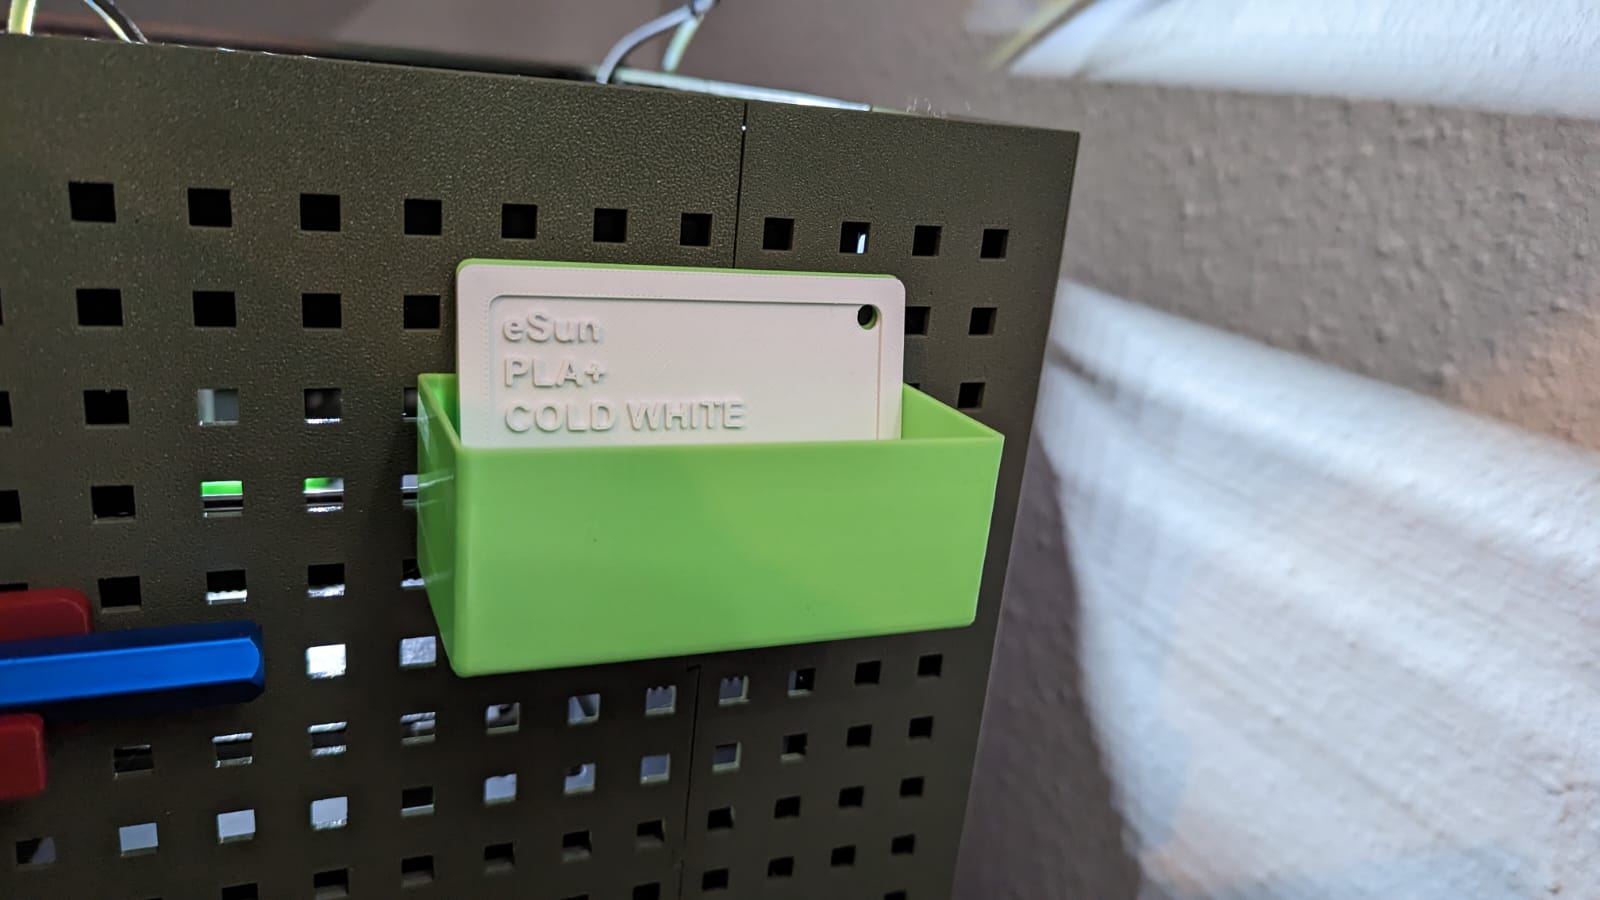 eSun
PLA+
COLD WHITE